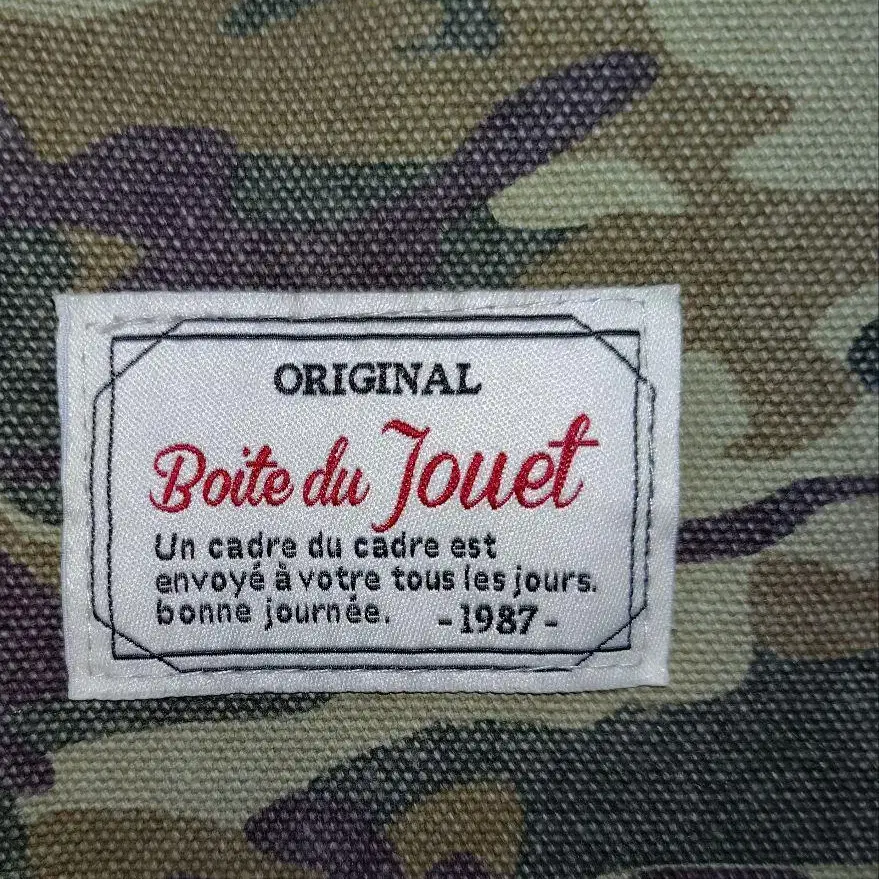 ORIGINAL
Boite du Jouet
Un cadre du cadre est
envoyé à votre tous les jours.
bonne journée. -1987-